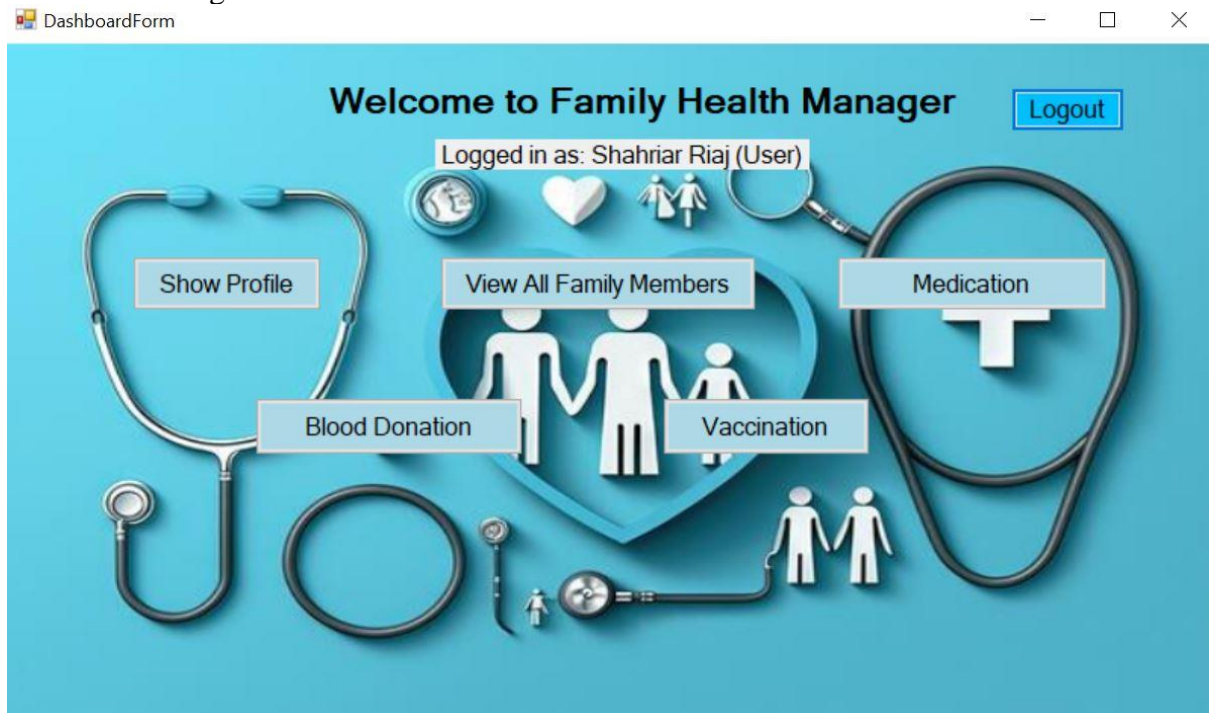 DashboardForm
Welcome to Family Health Manager
Logout
Logged in as: Shahriar Riaj (User)
Show Profile
View All Family Members
Medication
Blood Donation
Vaccination